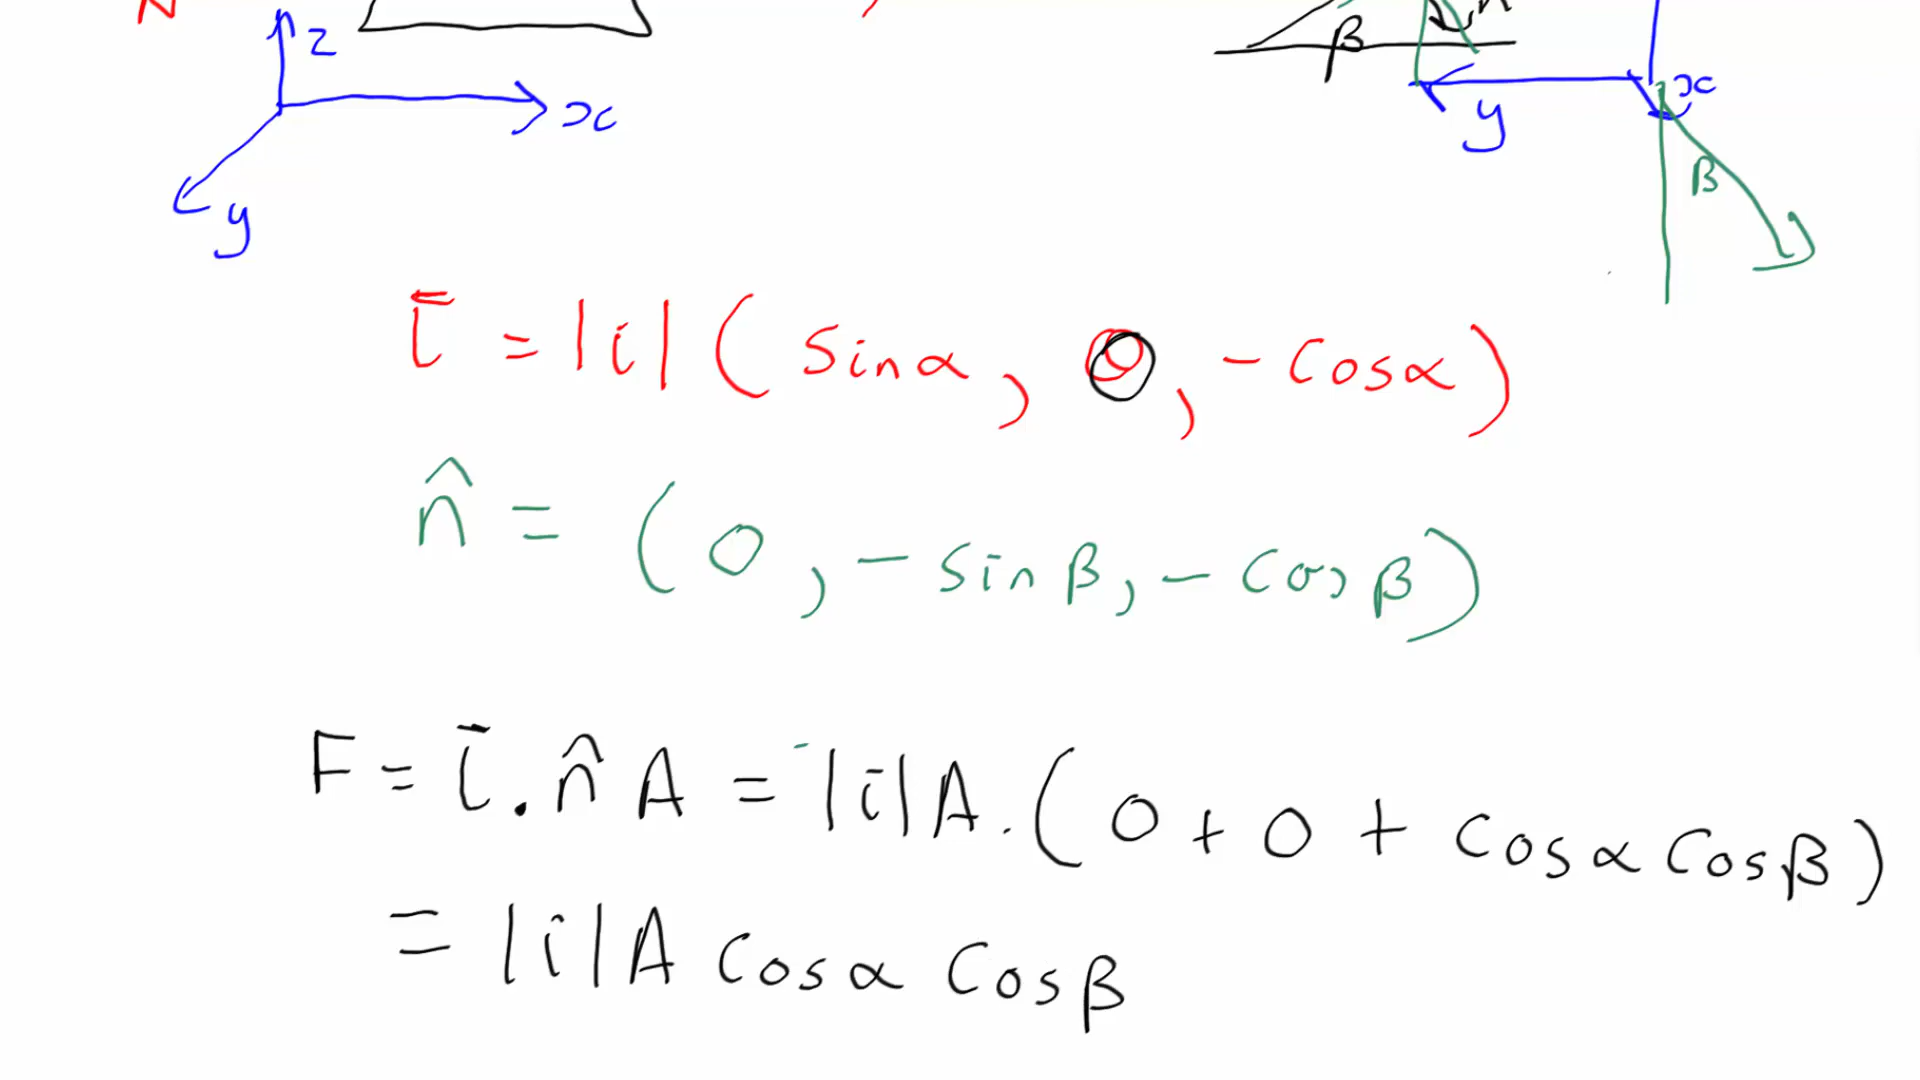 z
x
y
β
y
x
β
ī = |i| ( sinα , 0 , - cosα )
n̂ = ( 0 , - sinβ , - cosβ )
F = ī . n̂ A = |ī| A . ( 0 + 0 + cosα cosβ )
= |i| A cosα cosβ